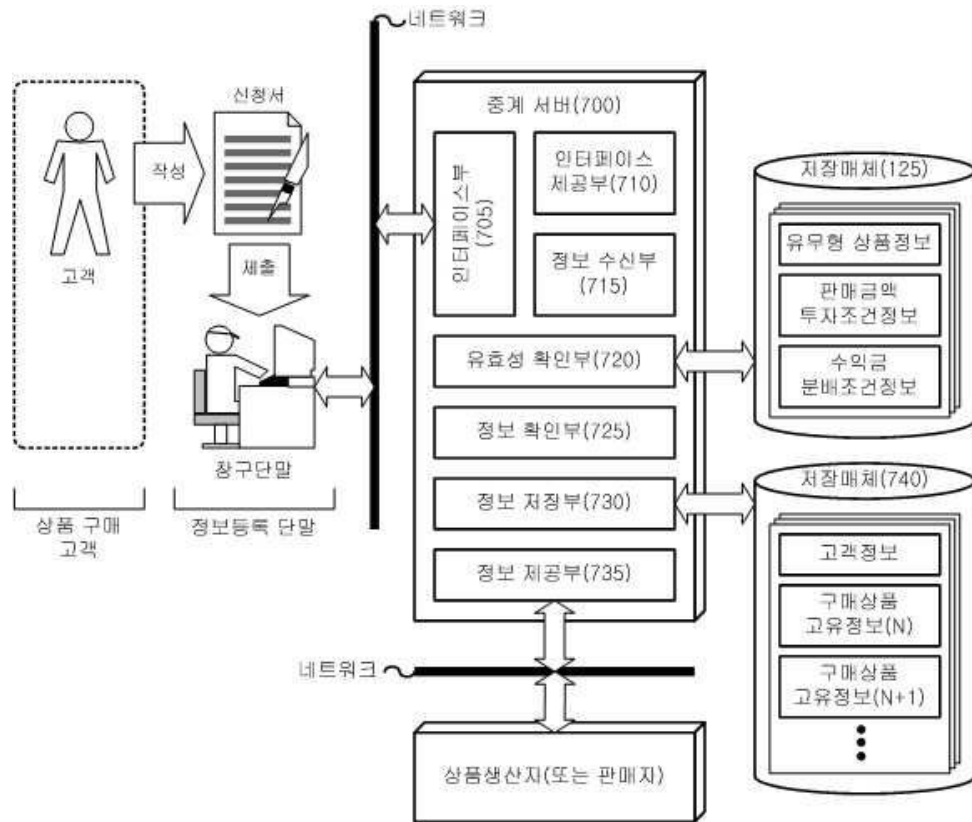 네트워크
신청서
작성
고객
제출
창구단말
상품 구매
고객
정보등록 단말
중계 서버(700)
인터페이스부
(705)
인터페이스
제공부(710)
정보 수신부
(715)
유효성 확인부(720)
정보 확인부(725)
정보 저장부(730)
정보 제공부(735)
저장매체(125)
유무형 상품정보
판매금액
투자조건정보
수익금
분배조건정보
저장매체(740)
고객정보
구매상품
고유정보(N)
구매상품
고유정보(N+1)
네트워크
상품생산지(또는 판매자)